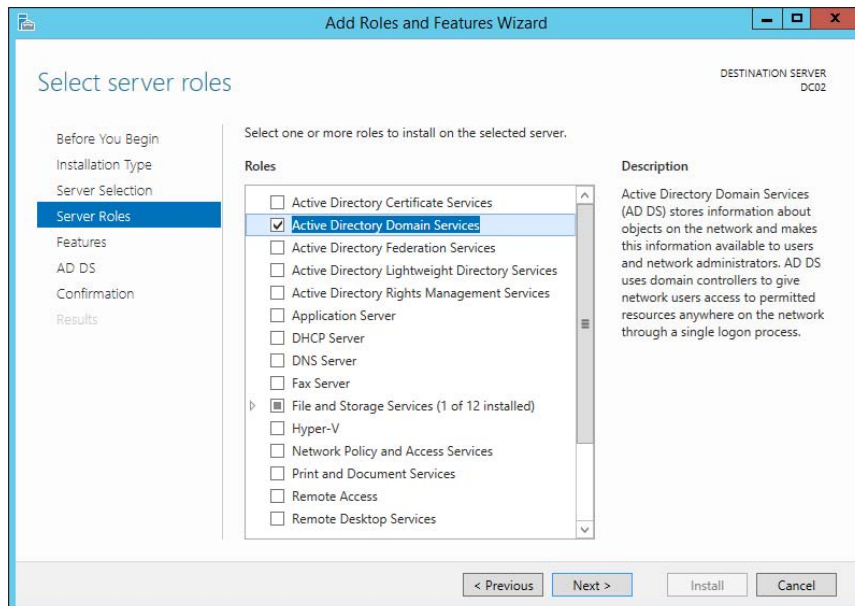 Add Roles and Features Wizard
Select server roles
DESTINATION SERVER
DC02
Before You Begin
Installation Type
Server Selection
Server Roles
Features
AD DS
Confirmation
Results
Select one or more roles to install on the selected server.
Roles
Active Directory Certificate Services
Active Directory Domain Services
Active Directory Federation Services
Active Directory Lightweight Directory Services
Active Directory Rights Management Services
Application Server
DHCP Server
DNS Server
Fax Server
File and Storage Services (1 of 12 installed)
Hyper-V
Network Policy and Access Services
Print and Document Services
Remote Access
Remote Desktop Services
Description
Active Directory Domain Services
(AD DS) stores information about
objects on the network and makes
this information available to users
and network administrators. AD DS
uses domain controllers to give
network users access to permitted
resources anywhere on the network
through a single logon process.
< Previous
Next >
Install
Cancel